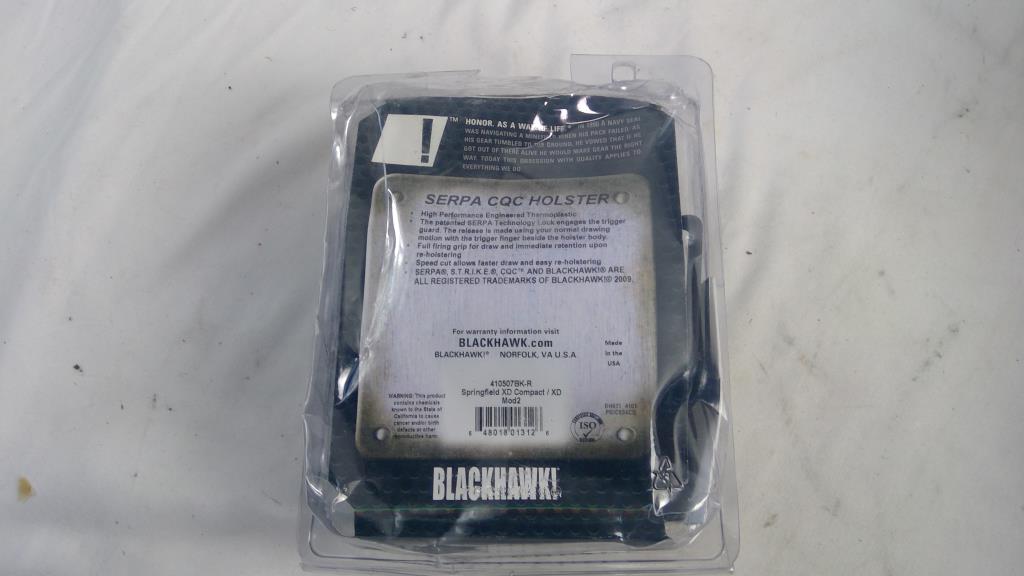 ! ™ HONOR. AS A WAY OF LIFE.® IN 1990 A NAVY SEAL
WAS NAVIGATING A MINEFIELD WHEN HIS PACK FAILED. AS
HIS GEAR TUMBLED TO THE GROUND, HE VOWED THAT IF HE
GOT OUT OF THERE ALIVE HE WOULD MAKE GEAR THE RIGHT
WAY. TODAY THIS OBSESSION WITH QUALITY APPLIES TO
EVERYTHING WE DO.
SERPA CQC HOLSTER
• High Performance Engineered Thermoplastic
• The patented SERPA Technology Lock engages the trigger
guard. The release is made using your normal drawing
motion with the trigger finger beside the holster body.
• Full firing grip for draw and immediate retention upon
re-holstering
• Speed cut allows faster draw and easy re-holstering
SERPA®, S.T.R.I.K.E.®, CQC™ AND BLACKHAWK!® ARE
ALL REGISTERED TRADEMARKS OF BLACKHAWK!© 2009.
For warranty information visit
BLACKHAWK.com
BLACKHAWK!® NORFOLK, VA U.S.A.
Made
in the
USA
410507BK-R
Springfield XD Compact / XD
Mod2
WARNING: This product
contains chemicals
known to the State of
California to cause
cancer and/or birth
defects or other
reproductive harm.
6 48018 01312 6
ISO
BLACKHAWK!